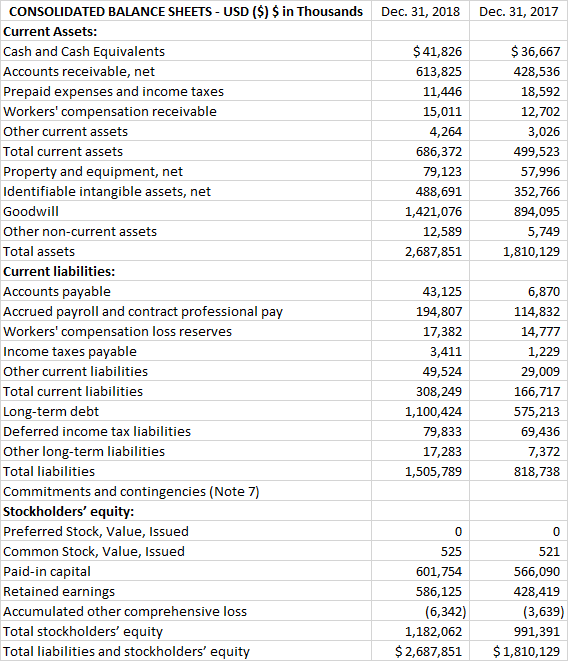 CONSOLIDATED BALANCE SHEETS - USD ($) $ in Thousands Dec. 31, 2018 Dec. 31, 2017
Current Assets:
Cash and Cash Equivalents $ 41,826 $ 36,667
Accounts receivable, net 613,825 428,536
Prepaid expenses and income taxes 11,446 18,592
Workers' compensation receivable 15,011 12,702
Other current assets 4,264 3,026
Total current assets 686,372 499,523
Property and equipment, net 79,123 57,996
Identifiable intangible assets, net 488,691 352,766
Goodwill 1,421,076 894,095
Other non-current assets 12,589 5,749
Total assets 2,687,851 1,810,129
Current liabilities:
Accounts payable 43,125 6,870
Accrued payroll and contract professional pay 194,807 114,832
Workers' compensation loss reserves 17,382 14,777
Income taxes payable 3,411 1,229
Other current liabilities 49,524 29,009
Total current liabilities 308,249 166,717
Long-term debt 1,100,424 575,213
Deferred income tax liabilities 79,833 69,436
Other long-term liabilities 17,283 7,372
Total liabilities 1,505,789 818,738
Commitments and contingencies (Note 7)
Stockholders’ equity:
Preferred Stock, Value, Issued 0 0
Common Stock, Value, Issued 525 521
Paid-in capital 601,754 566,090
Retained earnings 586,125 428,419
Accumulated other comprehensive loss (6,342) (3,639)
Total stockholders’ equity 1,182,062 991,391
Total liabilities and stockholders’ equity $ 2,687,851 $ 1,810,129